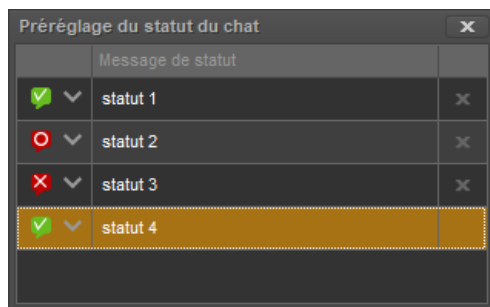 Préréglage du statut du chat
Message de statut
statut 1
statut 2
statut 3
statut 4